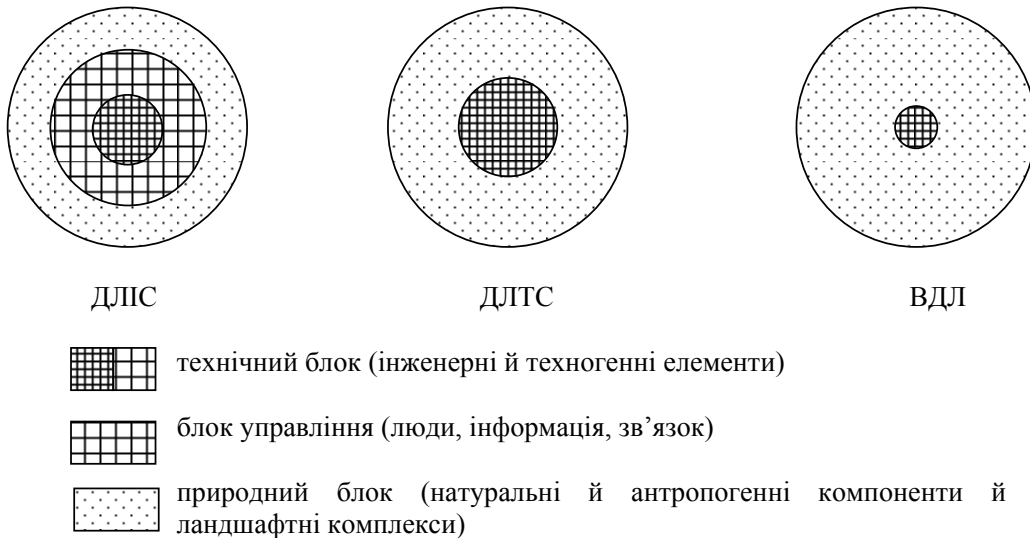 ДЛІС
ДЛТС
ВДЛ
технічний блок (інженерні й техногенні елементи)
блок управління (люди, інформація, зв’язок)
природний блок (натуральні й антропогенні компоненти й
ландшафтні комплекси)